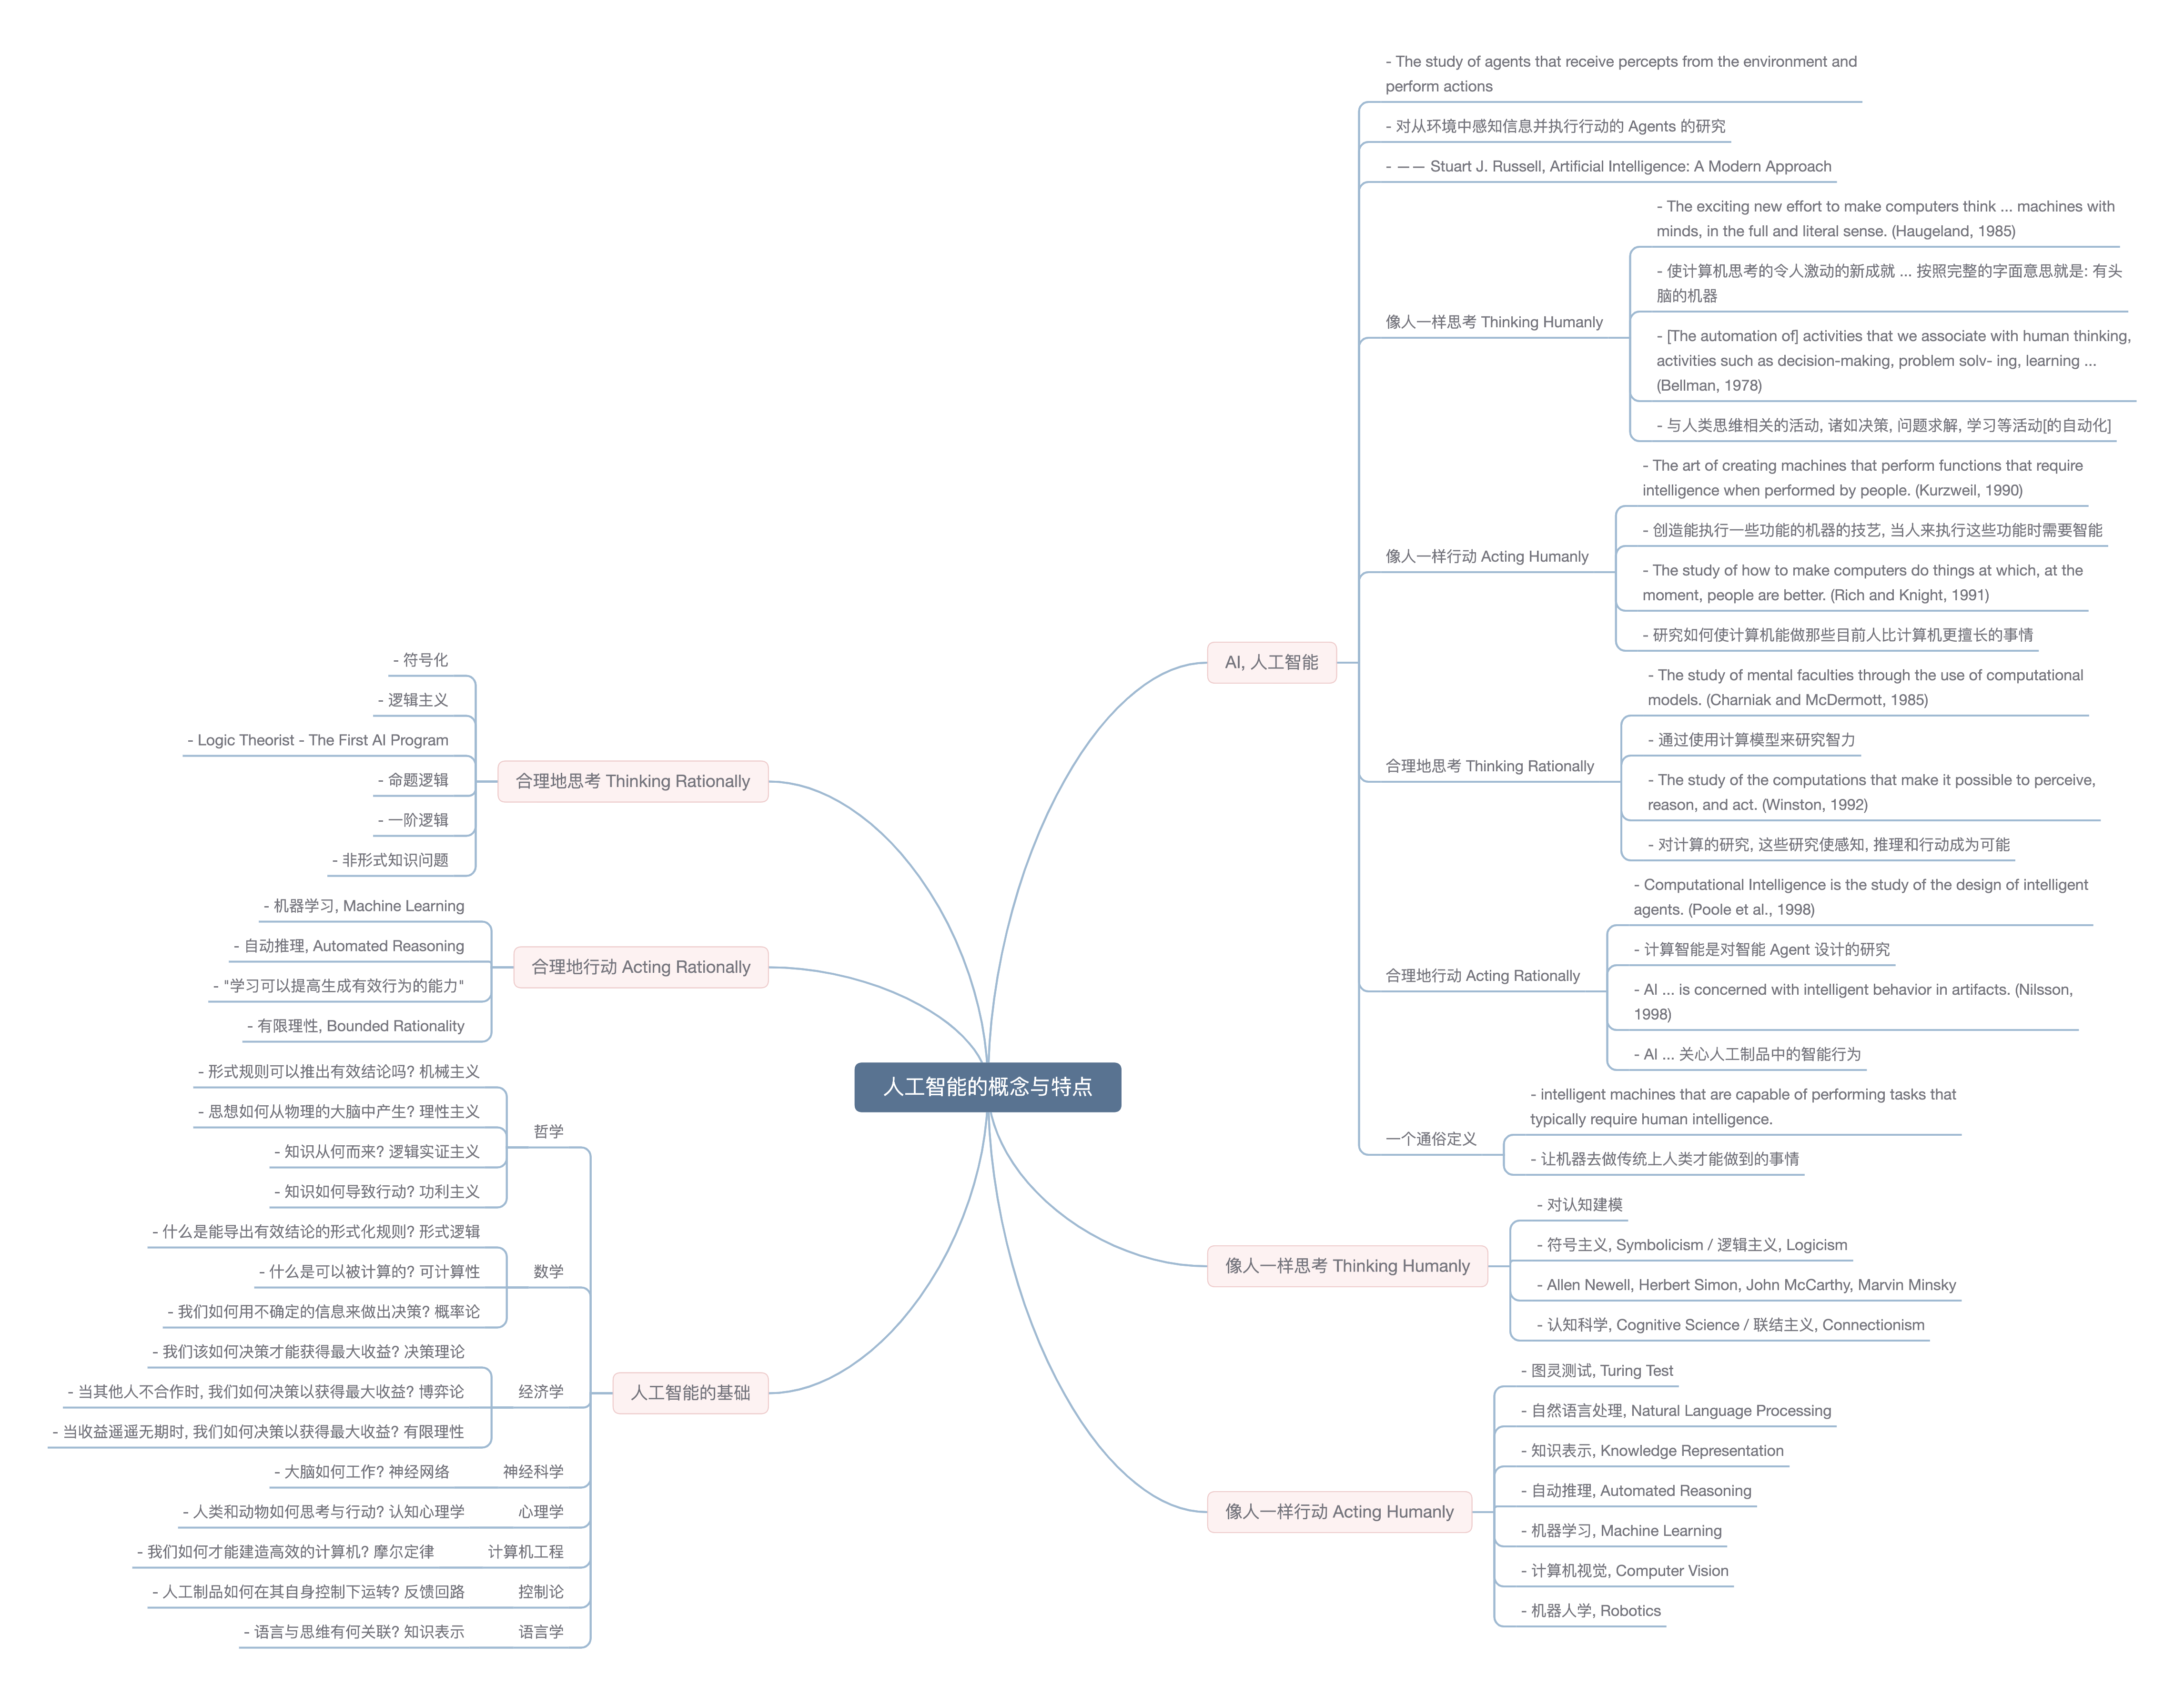 人工智能的概念与特点
AI, 人工智能
- The study of agents that receive percepts from the environment and
perform actions
- 对从环境中感知信息并执行行动的 Agents 的研究
- —— Stuart J. Russell, Artificial Intelligence: A Modern Approach
像人一样思考 Thinking Humanly
- The exciting new effort to make computers think ... machines with
minds, in the full and literal sense. (Haugeland, 1985)
- 使计算机思考的令人激动的新成就 ... 按照完整的字面意思就是: 有头
脑的机器
- [The automation of] activities that we associate with human thinking,
activities such as decision-making, problem solv- ing, learning ...
(Bellman, 1978)
- 与人类思维相关的活动, 诸如决策, 问题求解, 学习等活动[的自动化]
像人一样行动 Acting Humanly
- The art of creating machines that perform functions that require
intelligence when performed by people. (Kurzweil, 1990)
- 创造能执行一些功能的机器的技艺, 当人来执行这些功能时需要智能
- The study of how to make computers do things at which, at the
moment, people are better. (Rich and Knight, 1991)
- 研究如何使计算机能做那些目前人比计算机更擅长的事情
合理地思考 Thinking Rationally
- The study of mental faculties through the use of computational
models. (Charniak and McDermott, 1985)
- 通过使用计算模型来研究智力
- The study of the computations that make it possible to perceive,
reason, and act. (Winston, 1992)
- 对计算的研究, 这些研究使感知, 推理和行动成为可能
合理地行动 Acting Rationally
- Computational Intelligence is the study of the design of intelligent
agents. (Poole et al., 1998)
- 计算智能是对智能 Agent 设计的研究
- AI ... is concerned with intelligent behavior in artifacts. (Nilsson,
1998)
- AI ... 关心人工制品中的智能行为
一个通俗定义
- intelligent machines that are capable of performing tasks that
typically require human intelligence.
- 让机器去做传统上人类才能做到的事情
像人一样思考 Thinking Humanly
- 对认知建模
- 符号主义, Symbolicism / 逻辑主义, Logicism
- Allen Newell, Herbert Simon, John McCarthy, Marvin Minsky
- 认知科学, Cognitive Science / 联结主义, Connectionism
像人一样行动 Acting Humanly
- 图灵测试, Turing Test
- 自然语言处理, Natural Language Processing
- 知识表示, Knowledge Representation
- 自动推理, Automated Reasoning
- 机器学习, Machine Learning
- 计算机视觉, Computer Vision
- 机器人学, Robotics
合理地思考 Thinking Rationally
- 符号化
- 逻辑主义
- Logic Theorist - The First AI Program
- 命题逻辑
- 一阶逻辑
- 非形式知识问题
合理地行动 Acting Rationally
- 机器学习, Machine Learning
- 自动推理, Automated Reasoning
- "学习可以提高生成有效行为的能力"
- 有限理性, Bounded Rationality
人工智能的基础
哲学
- 形式规则可以推出有效结论吗? 机械主义
- 思想如何从物理的大脑中产生? 理性主义
- 知识从何而来? 逻辑实证主义
- 知识如何导致行动? 功利主义
数学
- 什么是能导出有效结论的形式化规则? 形式逻辑
- 什么是可以被计算的? 可计算性
- 我们如何用不确定的信息来做出决策? 概率论
经济学
- 我们该如何决策才能获得最大收益? 决策理论
- 当其他人不合作时, 我们如何决策以获得最大收益? 博弈论
- 当收益遥遥无期时, 我们如何决策以获得最大收益? 有限理性
神经科学
- 大脑如何工作? 神经网络
心理学
- 人类和动物如何思考与行动? 认知心理学
计算机工程
- 我们如何才能建造高效的计算机? 摩尔定律
控制论
- 人工制品如何在其自身控制下运转? 反馈回路
语言学
- 语言与思维有何关联? 知识表示